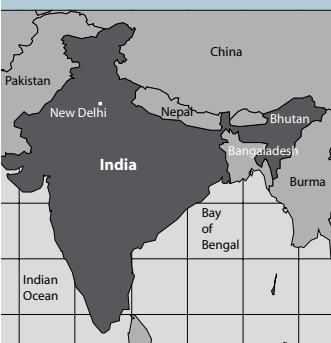 China
Pakistan
New Delhi
Nepal
Bhutan
Bangaladesh
India
Burma
Bay
of
Bengal
Indian
Ocean